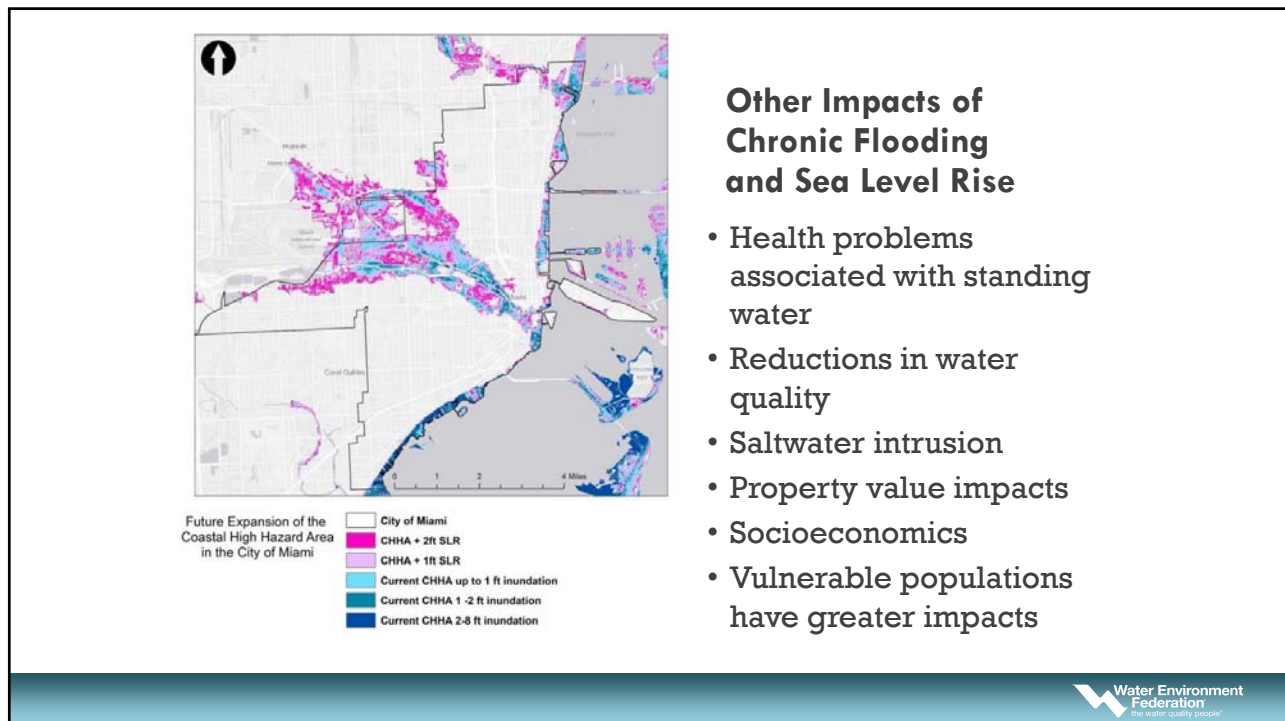 Other Impacts of
Chronic Flooding
and Sea Level Rise
• Health problems
associated with standing
water
• Reductions in water
quality
• Saltwater intrusion
• Property value impacts
• Socioeconomics
• Vulnerable populations
have greater impacts
Coral Gables
0 1 2 4 Miles
Future Expansion of the
Coastal High Hazard Area
in the City of Miami
City of Miami
CHHA + 2ft SLR
CHHA + 1ft SLR
Current CHHA up to 1 ft inundation
Current CHHA 1 -2 ft inundation
Current CHHA 2-8 ft inundation
Water Environment
Federation
the water quality people®